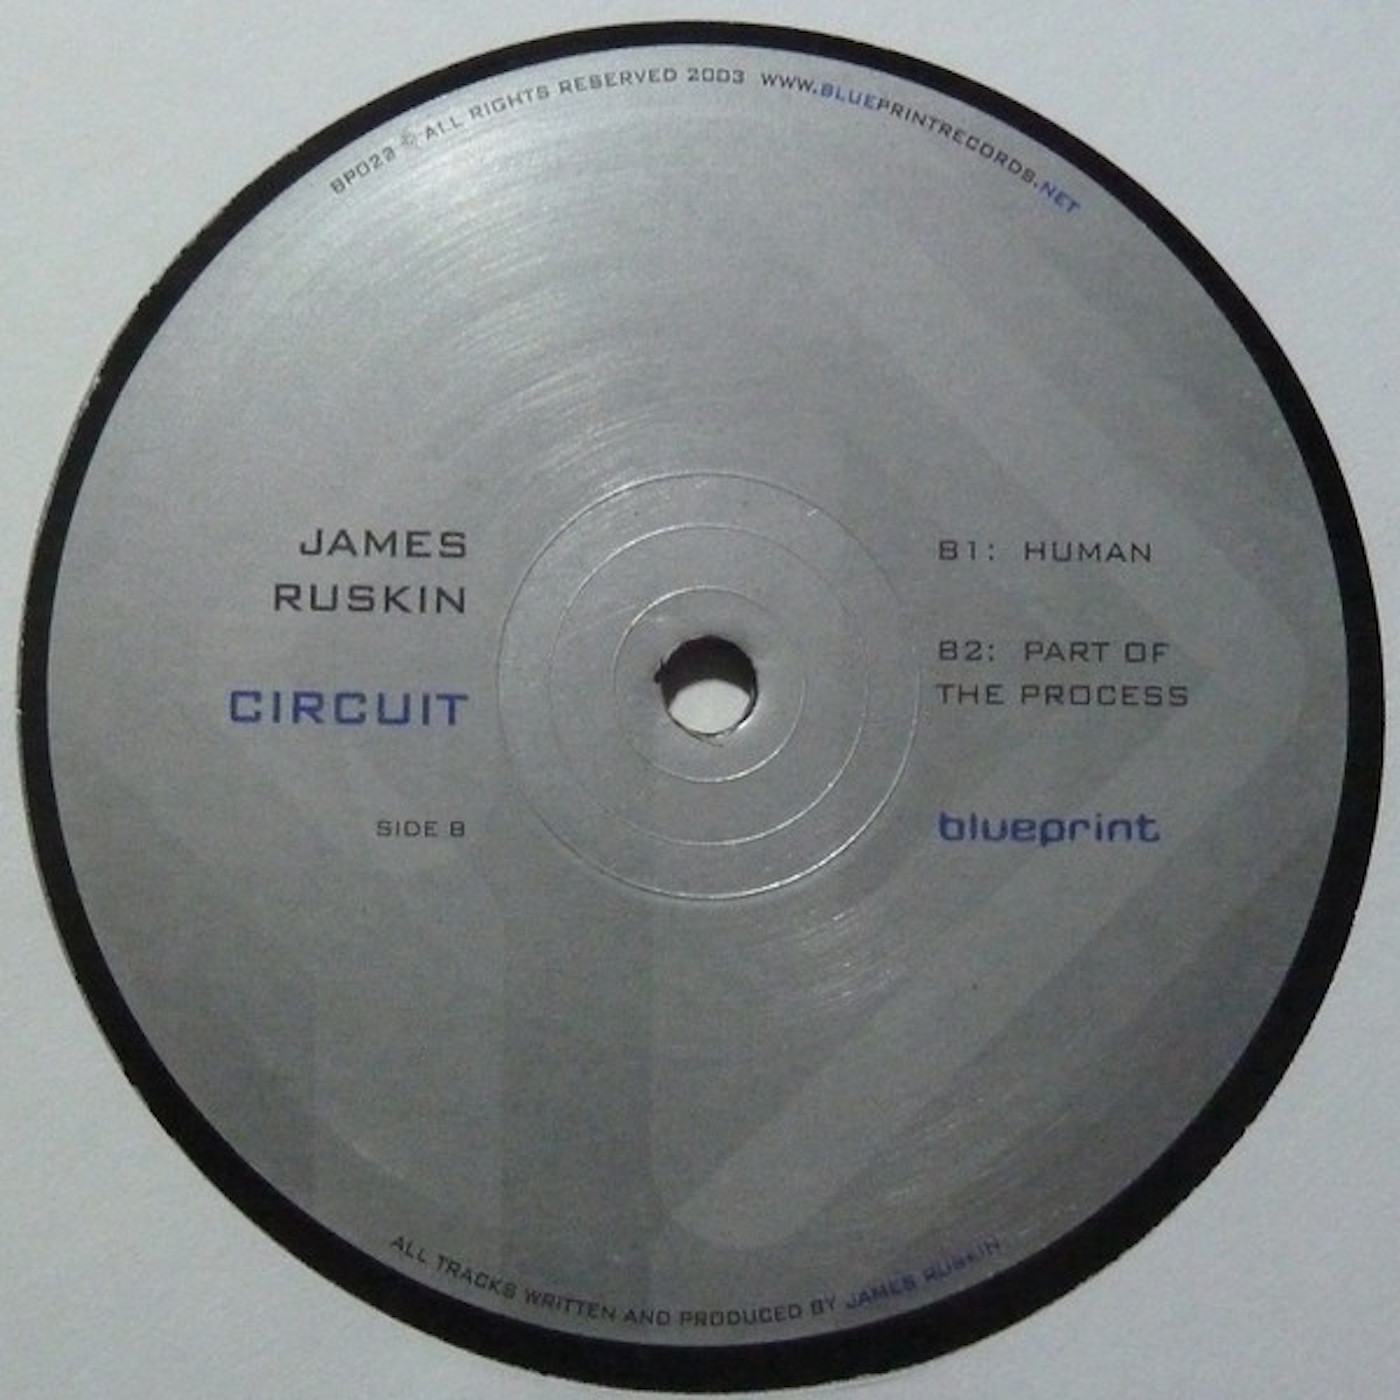 © ALL RIGHTS RESERVED 2003 WWW.BLUEPRINTRECORDS.NET
JAMES
RUSKIN
CIRCUIT
SIDE B
B1: HUMAN
B2: PART OF
THE PROCESS
blueprint
ALL TRACKS WRITTEN AND PRODUCED BY JAMES RUSKIN